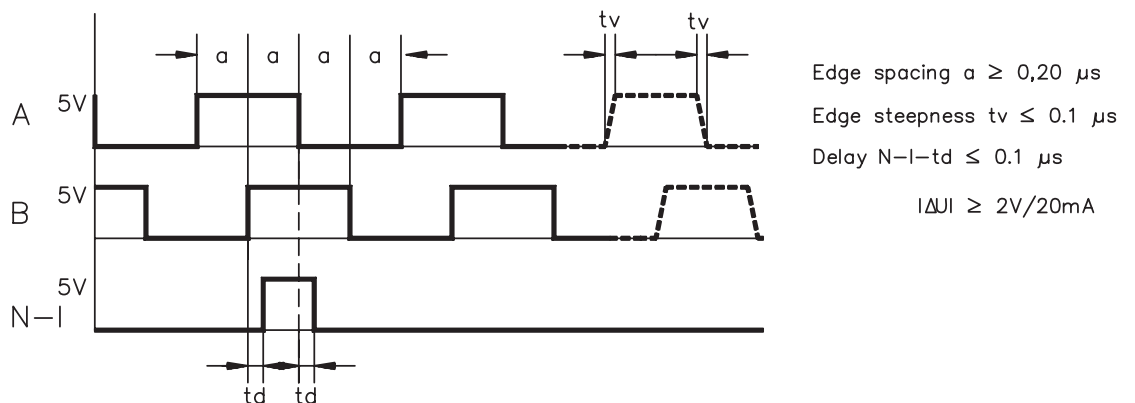 tv tv
a a a a
5V
A
5V
B
5V
N-I
td td
Edge spacing a ≥ 0,20 µs
Edge steepness tv ≤ 0.1 µs
Delay N-I-td ≤ 0.1 µs
IΔUI ≥ 2V/20mA